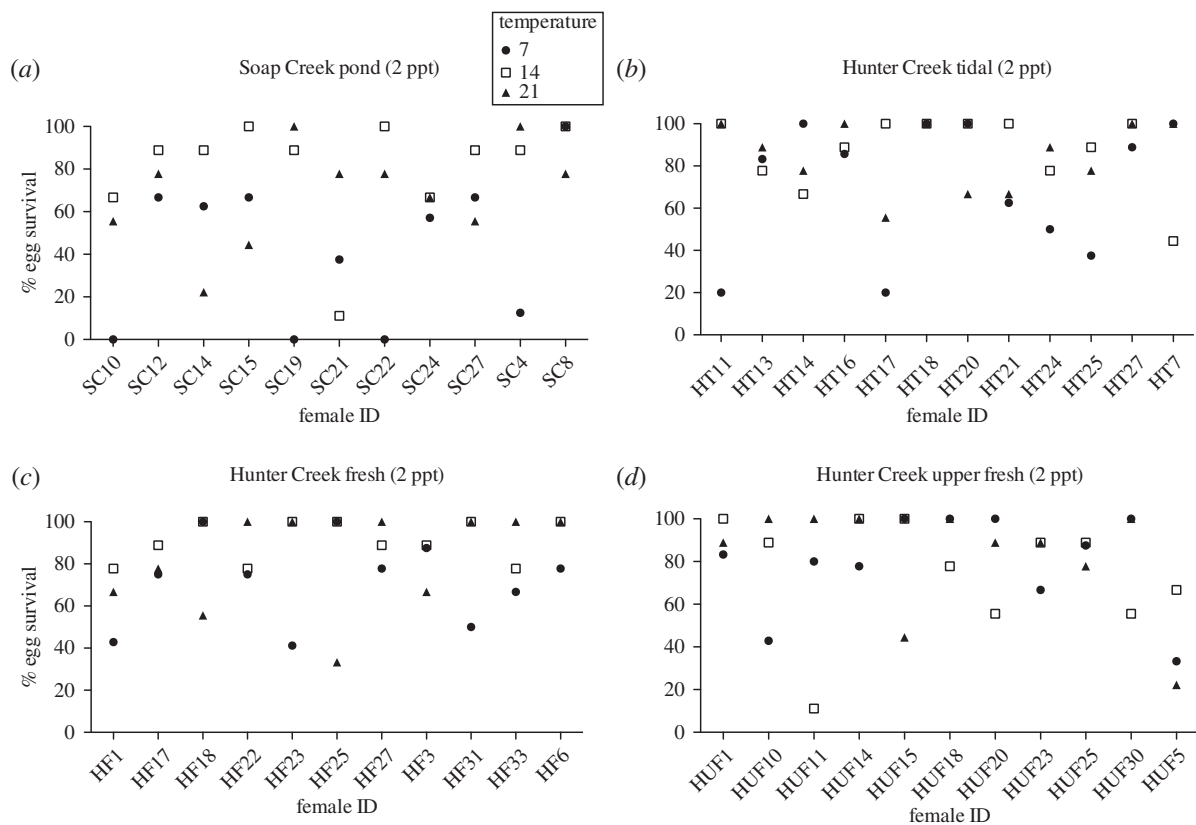 temperature
7
14
21
(a)
Soap Creek pond (2 ppt)
% egg survival
100
80
60
40
20
0
SC10
SC12
SC14
SC15
SC19
SC21
SC22
SC24
SC27
SC4
SC8
female ID
(b)
Hunter Creek tidal (2 ppt)
100
80
60
40
20
0
HT11
HT13
HT14
HT16
HT17
HT18
HT20
HT21
HT24
HT25
HT27
HT7
female ID
(c)
Hunter Creek fresh (2 ppt)
% egg survival
100
80
60
40
20
0
HF1
HF17
HF18
HF22
HF23
HF25
HF27
HF3
HF31
HF33
HF6
female ID
(d)
Hunter Creek upper fresh (2 ppt)
100
80
60
40
20
0
HUF1
HUF10
HUF11
HUF14
HUF15
HUF18
HUF20
HUF23
HUF25
HUF30
HUF5
female ID